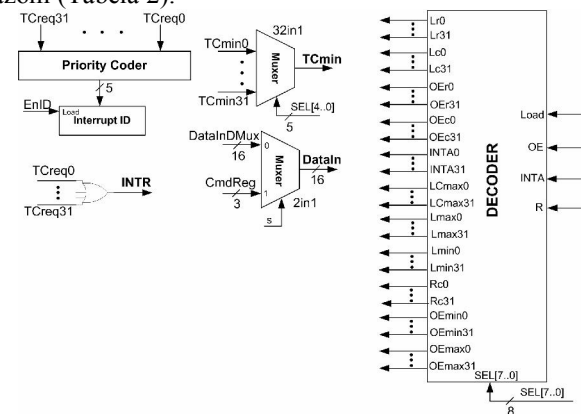 azom (Tabela 2).
TCreq31 . . . TCreq0
Priority Coder
5
EnID
Load
Interrupt ID
TCreq0
TCreq31
INTR
32in1
TCmin0
TCmin31
Muxer
TCmin
SEL[4..0]
5
DataInDMux
16
0
CmdReg
3
1
Muxer
DataIn
16
2in1
s
Lr0
Lr31
Lc0
Lc31
OEr0
OEr31
OEc0
OEc31
INTA0
INTA31
LCmax0
LCmax31
Lmax0
Lmax31
Lmin0
Lmin31
Rc0
Rc31
OEmin0
OEmin31
OEmax0
OEmax31
DECODER
Load
OE
INTA
R
SEL[7..0]
SEL[7..0]
8